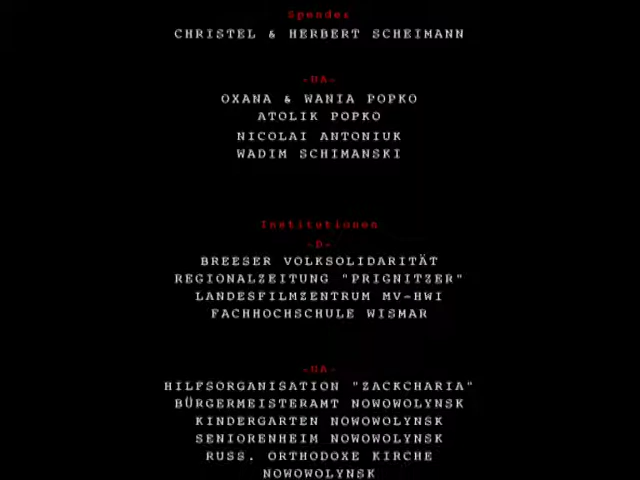 Spender
CHRISTEL & HERBERT SCHEIMANN
-UA-
OXANA & WANIA POPKO
ATOLIK POPKO
NICOLAI ANTONIUK
WADIM SCHIMANSKI
Institutionen
-D-
BREESER VOLKSOLIDARITÄT
REGIONALZEITUNG "PRIGNITZER"
LANDESFILMZENTRUM MV-HWI
FACHHOCHSCHULE WISMAR
-UA-
HILFSORGANISATION "ZACKCHARIA"
BÜRGERMEISTERAMT NOWOWOLYNSK
KINDERGARTEN NOWOWOLYNSK
SENIORENHEIM NOWOWOLYNSK
RUSS. ORTHODOXE KIRCHE
NOWOWOLYNSK